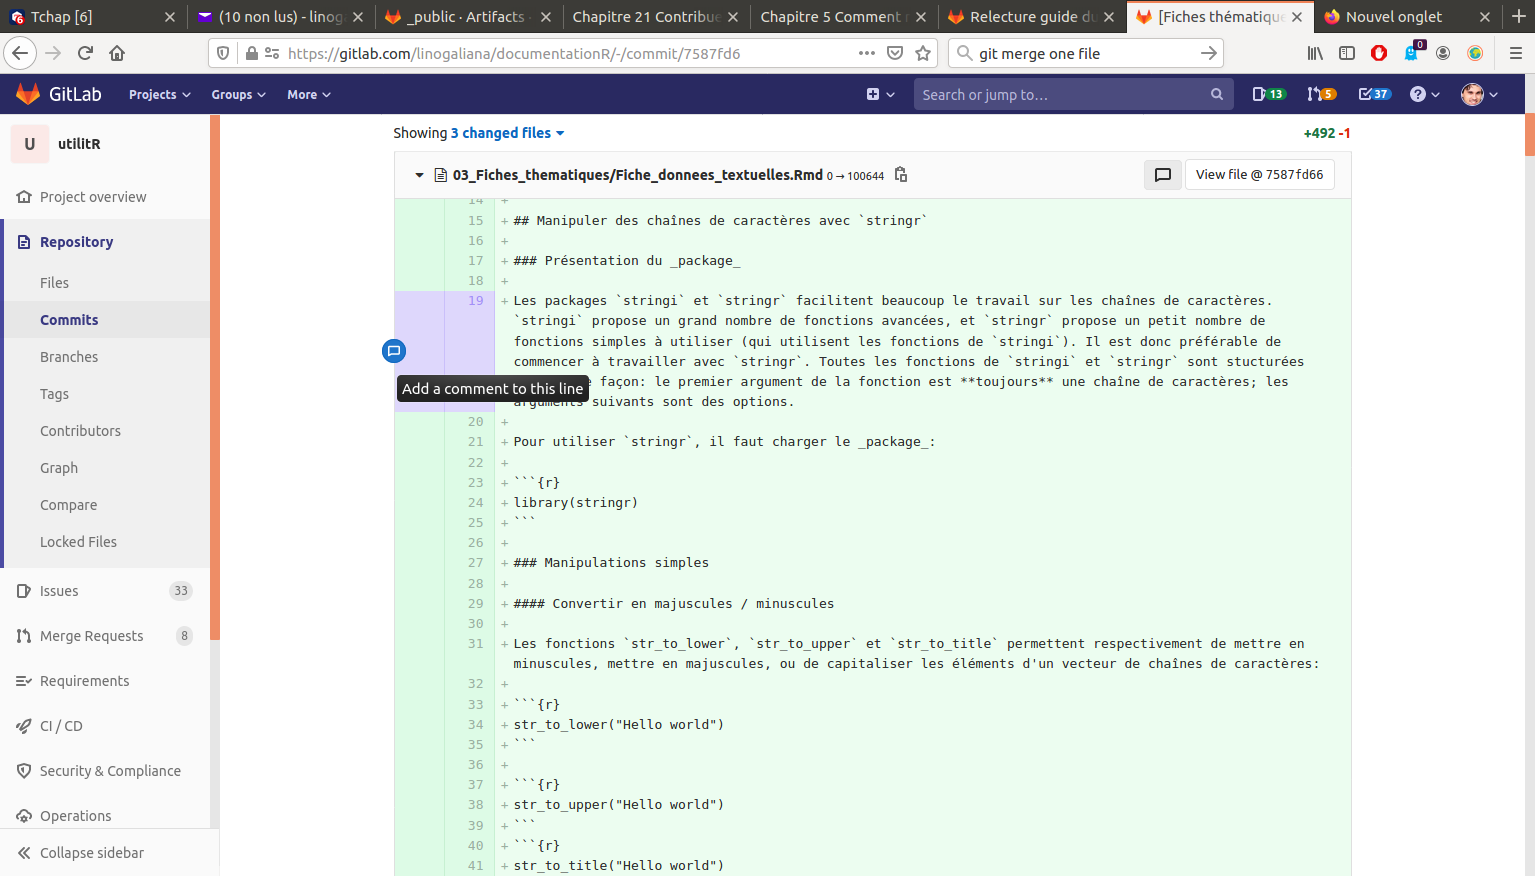 Tchap [6]
(10 non lus) - linog
_public · Artifacts
Chapitre 21 Contribue
Chapitre 5 Comment
Relecture guide du
[Fiches thématique
Nouvel onglet
https://gitlab.com/linogaliana/documentationR/-/commit/7587fd6
git merge one file
0
GitLab
Projects
Groups
More
Search or jump to…
13
5
37
U
utilitR
Project overview
Repository
Files
Commits
Branches
Tags
Contributors
Graph
Compare
Locked Files
Issues
33
Merge Requests
8
Requirements
CI / CD
Security & Compliance
Operations
Collapse sidebar
Showing 3 changed files
+492 -1
03_Fiches_thematiques/Fiche_donnees_textuelles.Rmd 0 → 100644
View file @ 7587fd66
14 +
15 + ## Manipuler des chaînes de caractères avec `stringr`
16 +
17 + ### Présentation du _package_
18 +
19 + Les packages `stringi` et `stringr` facilitent beaucoup le travail sur les chaînes de caractères.
`stringi` propose un grand nombre de fonctions avancées, et `stringr` propose un petit nombre de
fonctions simples à utiliser (qui utilisent les fonctions de `stringi`). Il est donc préférable de
commencer à travailler avec `stringr`. Toutes les fonctions de `stringi` et `stringr` sont stucturées
façon: le premier argument de la fonction est **toujours** une chaîne de caractères; les
arguments suivants sont des options.
Add a comment to this line
20 +
21 + Pour utiliser `stringr`, il faut charger le _package_:
22 +
23 + ```{r}
24 + library(stringr)
25 + ```
26 +
27 + ### Manipulations simples
28 +
29 + #### Convertir en majuscules / minuscules
30 +
31 + Les fonctions `str_to_lower`, `str_to_upper` et `str_to_title` permettent respectivement de mettre en
minuscules, mettre en majuscules, ou de capitaliser les éléments d'un vecteur de chaînes de caractères:
32 +
33 + ```{r}
34 + str_to_lower("Hello world")
35 + ```
36 +
37 + ```{r}
38 + str_to_upper("Hello world")
39 + ```
40 + ```{r}
41 + str_to_title("Hello world")